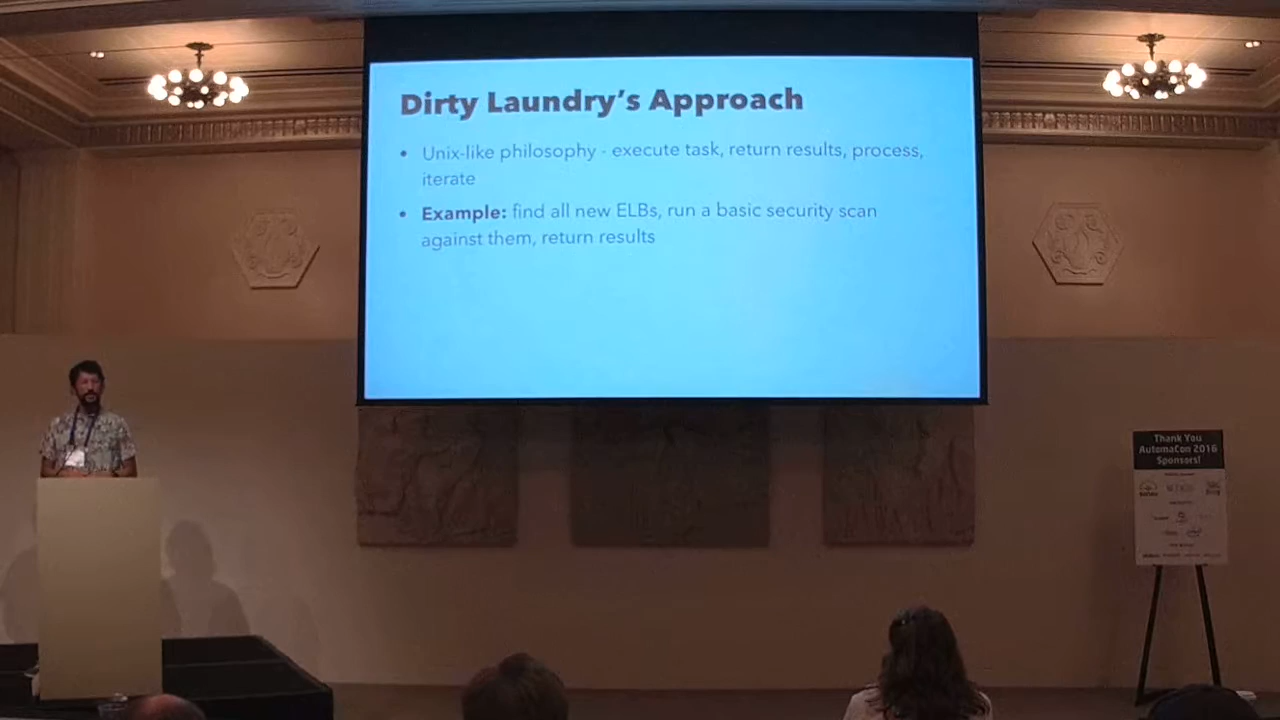 Dirty Laundry's Approach
• Unix-like philosophy - execute task, return results, process,
iterate
• Example: find all new ELBs, run a basic security scan
against them, return results
Thank You
AutomaCon 2016
Sponsors!